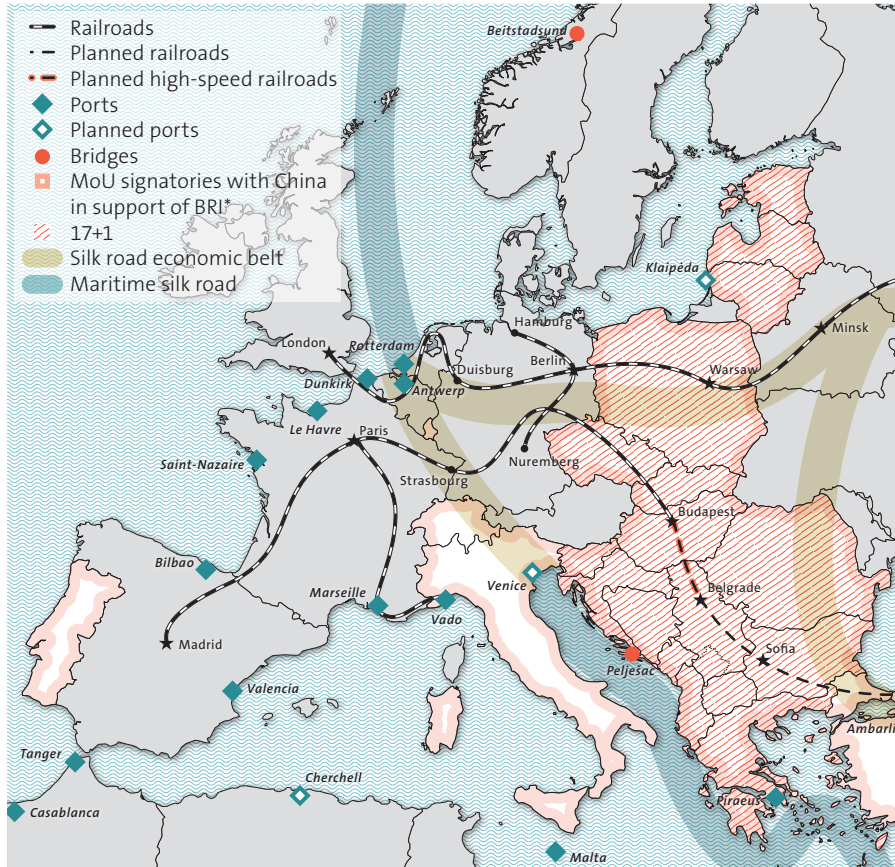 Railroads
Planned railroads
Planned high-speed railroads
Ports
Planned ports
Bridges
MoU signatories with China
in support of BRI*
17+1
Silk road economic belt
Maritime silk road
Beitstadsund
Klaipėda
Minsk
Hamburg
London
Rotterdam
Berlin
Duisburg
Warsaw
Dunkirk
Antwerp
Le Havre
Paris
Saint-Nazaire
Strasbourg
Nuremberg
Budapest
Bilbao
Venice
Marseille
Belgrade
Vado
Madrid
Sofia
Pelješac
Valencia
Ambarli
Tanger
Cherchell
Piraeus
Casablanca
Malta